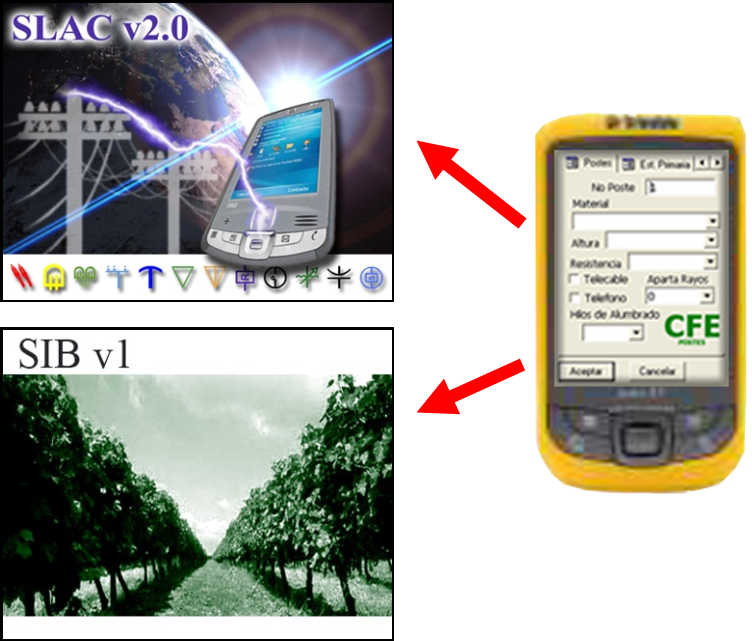 SLAC v2.0
Postes
Est. Primaria
No Poste
1
Material
Altura
Resistencia
Telecable
Aparta Rayos
Telefono
0
Hilos de Alumbrado
CFE
POSTES
Aceptar
Cancelar
SIB v1